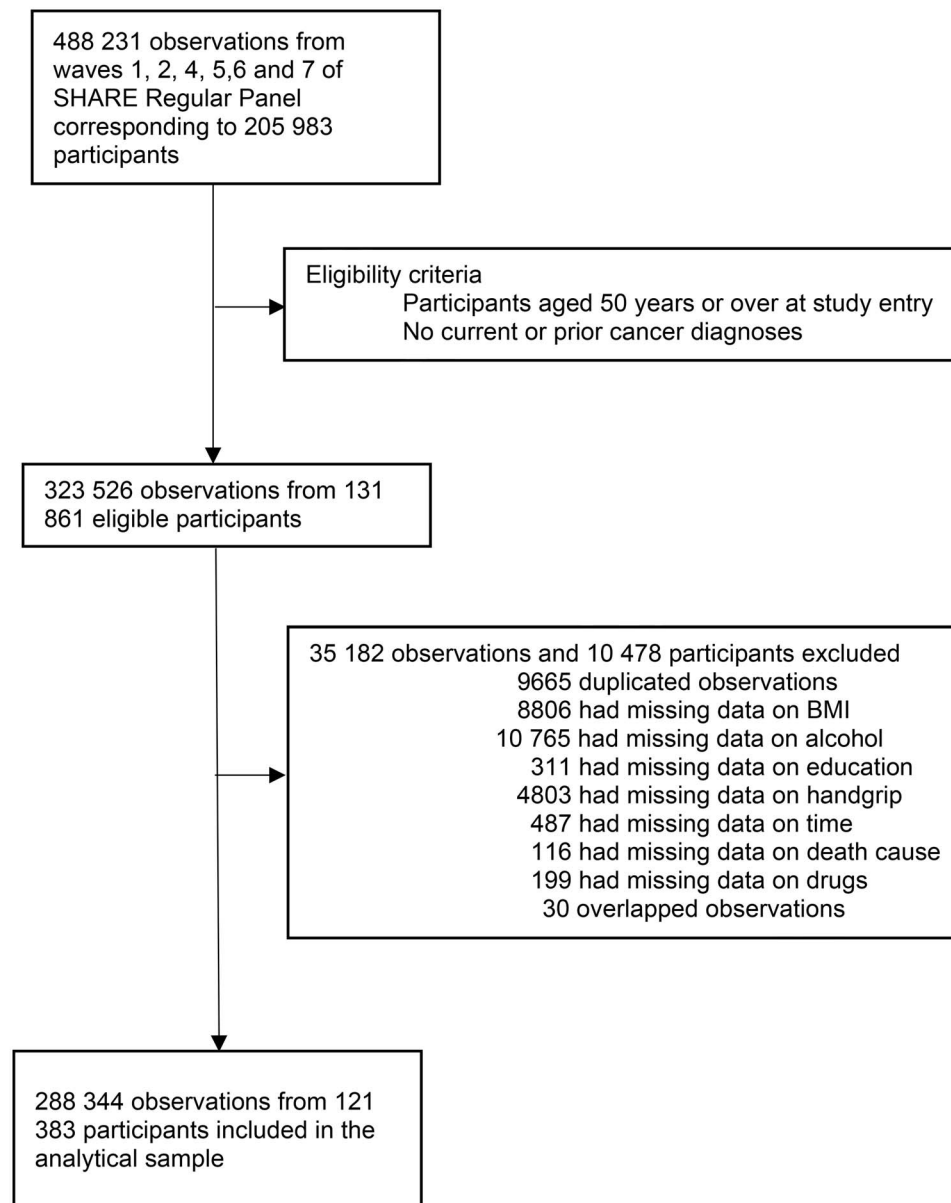 488 231 observations from
waves 1, 2, 4, 5,6 and 7 of
SHARE Regular Panel
corresponding to 205 983
participants
Eligibility criteria
Participants aged 50 years or over at study entry
No current or prior cancer diagnoses
323 526 observations from 131
861 eligible participants
35 182 observations and 10 478 participants excluded
9665 duplicated observations
8806 had missing data on BMI
10 765 had missing data on alcohol
311 had missing data on education
4803 had missing data on handgrip
487 had missing data on time
116 had missing data on death cause
199 had missing data on drugs
30 overlapped observations
288 344 observations from 121
383 participants included in the
analytical sample